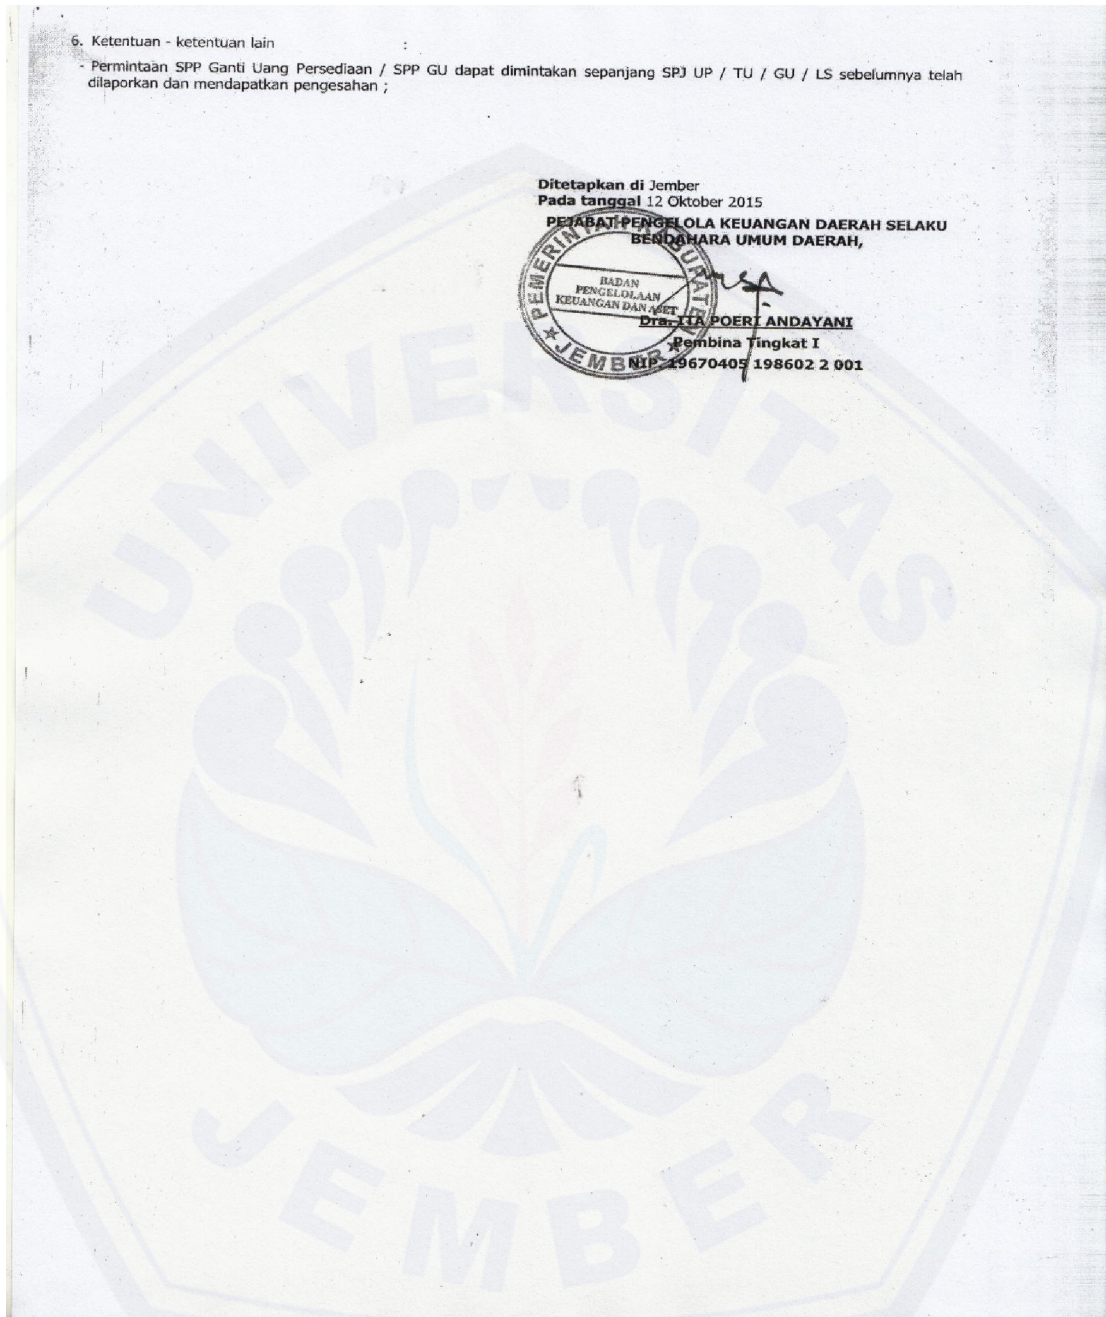 6. Ketentuan - ketentuan lain :
- Permintaan SPP Ganti Uang Persediaan / SPP GU dapat dimintakan sepanjang SPJ UP / TU / GU / LS sebelumnya telah
dilaporkan dan mendapatkan pengesahan ;
Ditetapkan di Jember
Pada tanggal 12 Oktober 2015
PEJABAT PENGELOLA KEUANGAN DAERAH SELAKU
BENDAHARA UMUM DAERAH,
PEMERINTAH KABUPATEN
BADAN
PENGELOLAAN
KEUANGAN DAN ASET
JEMBER
Dra. ITA POERI ANDAYANI
Pembina Tingkat I
NIP. 19670405 198602 2 001
UNIVERSITAS
JEMBER